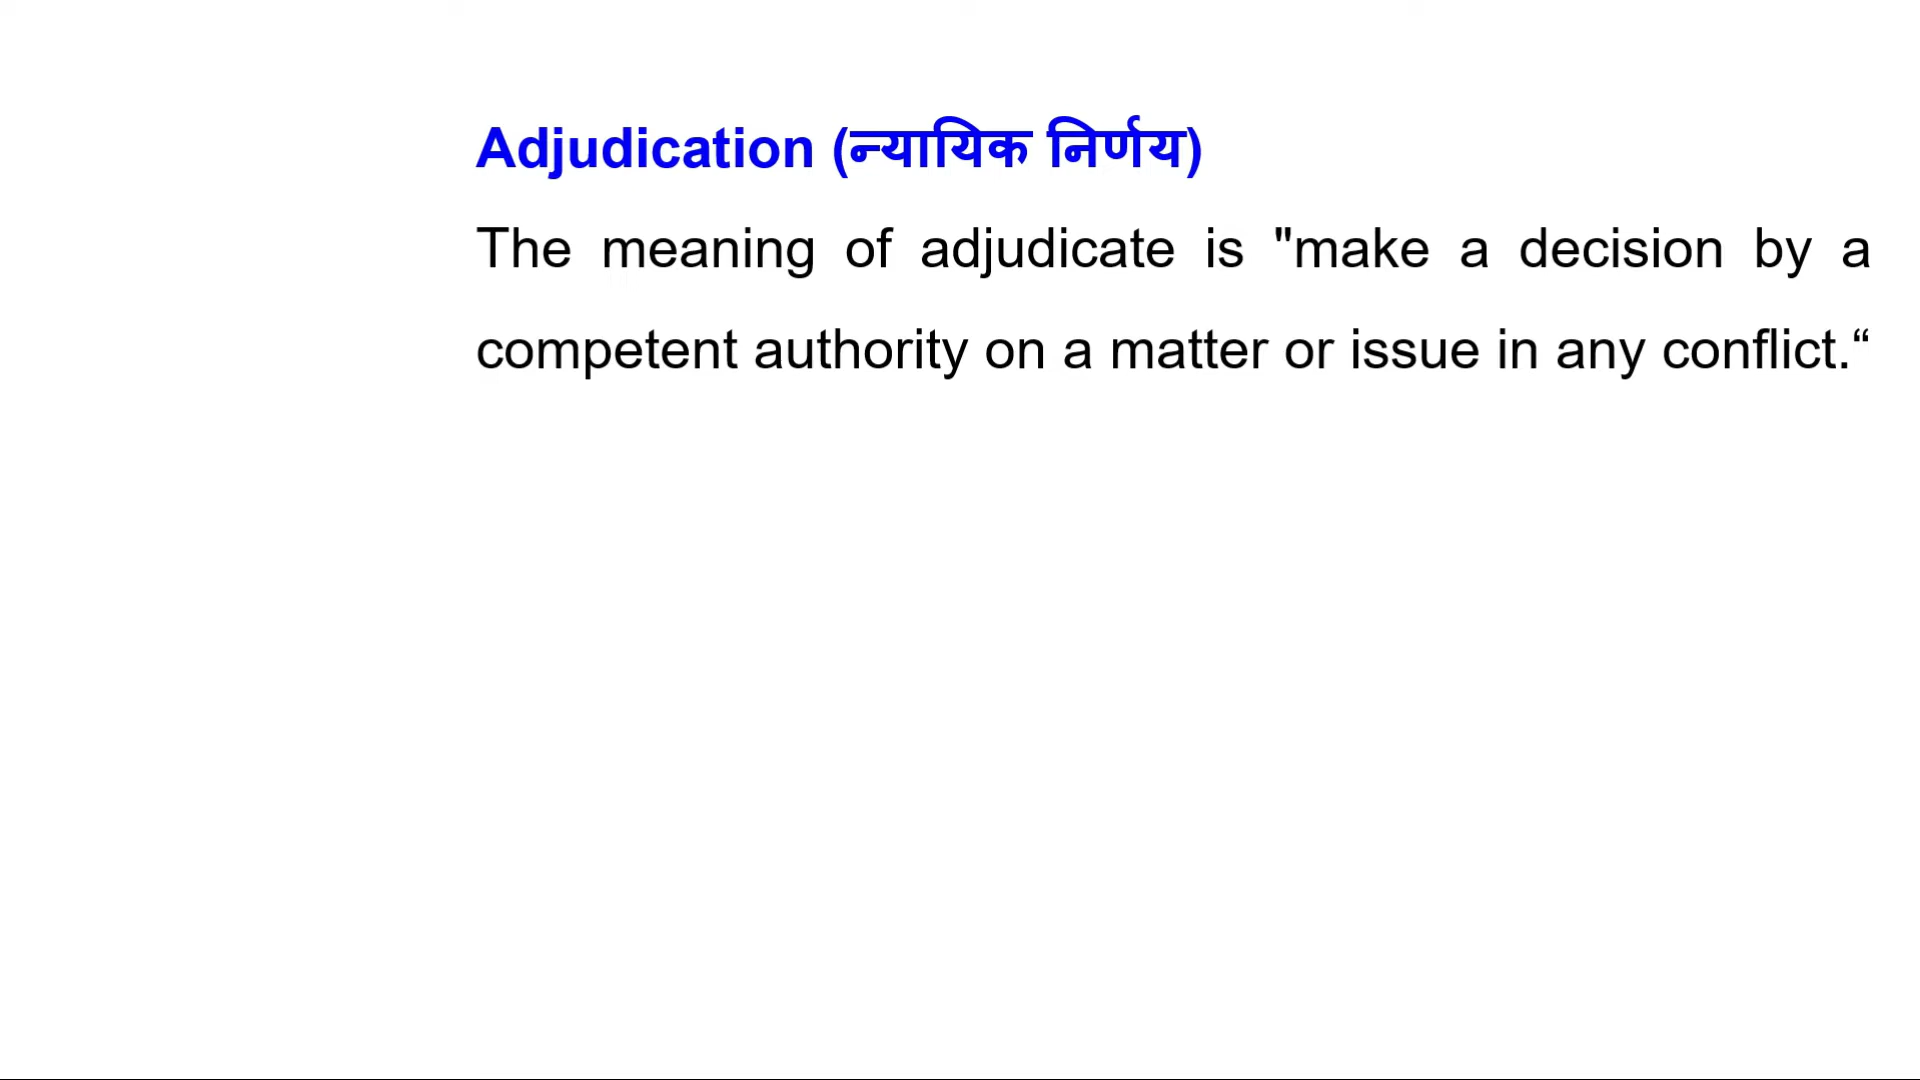 Adjudication (न्यायिक निर्णय)
The meaning of adjudicate is "make a decision by a
competent authority on a matter or issue in any conflict.“